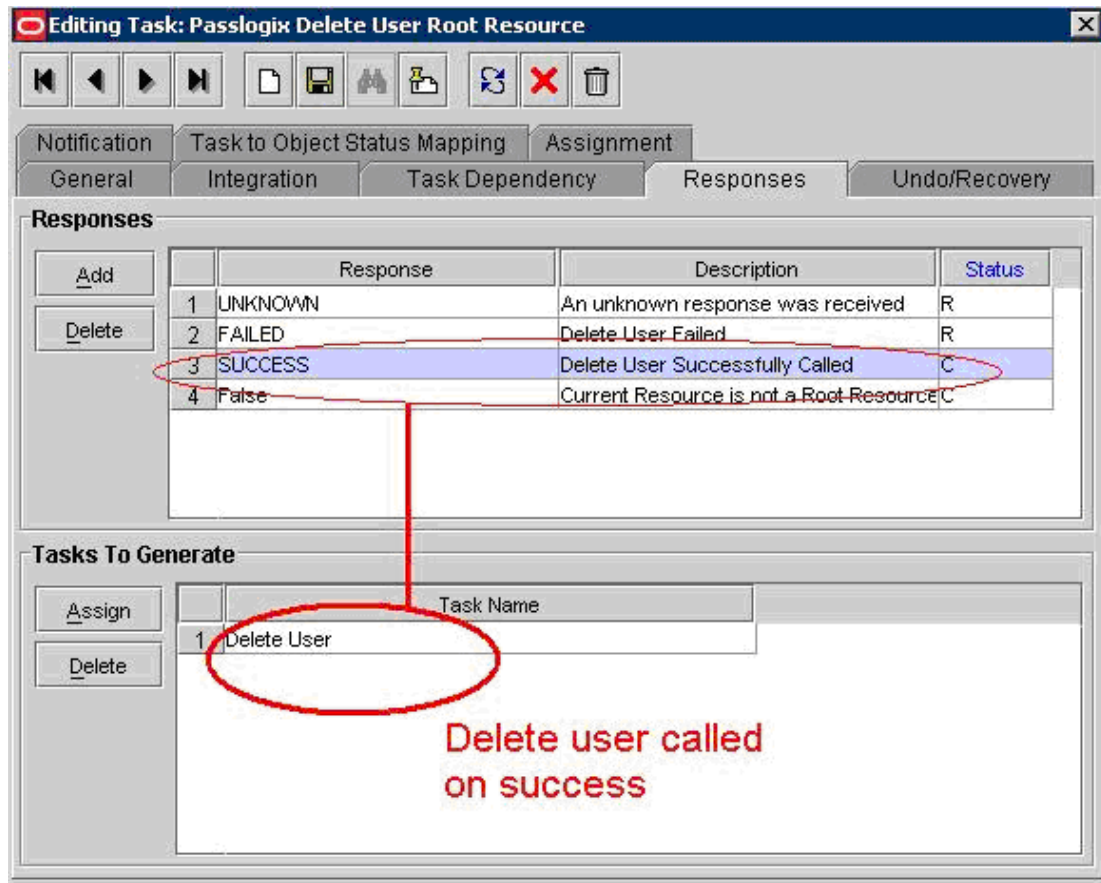 Editing Task: Passlogix Delete User Root Resource
Notification Task to Object Status Mapping Assignment
General Integration Task Dependency Responses Undo/Recovery
Responses
Add
Delete
Response Description Status
1 UNKNOWN An unknown response was received R
2 FAILED Delete User Failed R
3 SUCCESS Delete User Successfully Called C
4 False Current Resource is not a Root Resource C
Tasks To Generate
Assign
Delete
Task Name
1 Delete User
Delete user called
on success